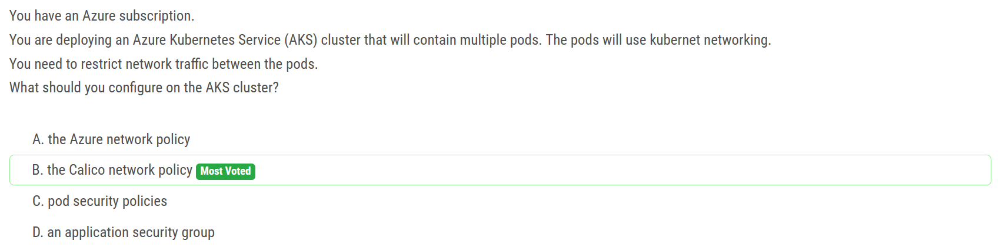 You have an Azure subscription.
You are deploying an Azure Kubernetes Service (AKS) cluster that will contain multiple pods. The pods will use kubernet networking.
You need to restrict network traffic between the pods.
What should you configure on the AKS cluster?
A. the Azure network policy
B. the Calico network policy Most Voted
C. pod security policies
D. an application security group